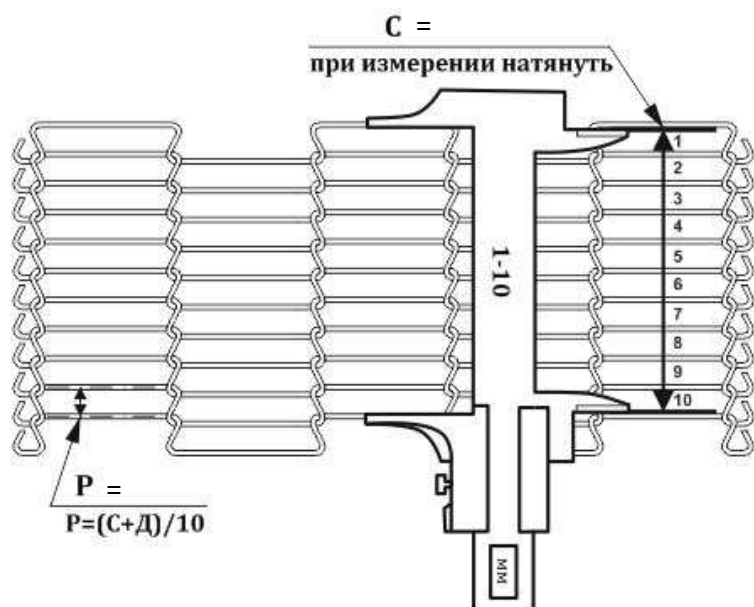 C =
при измерении натянуть
1
2
3
4
5
6
7
8
9
10
1-10
P =
P=(C+Д)/10
мм